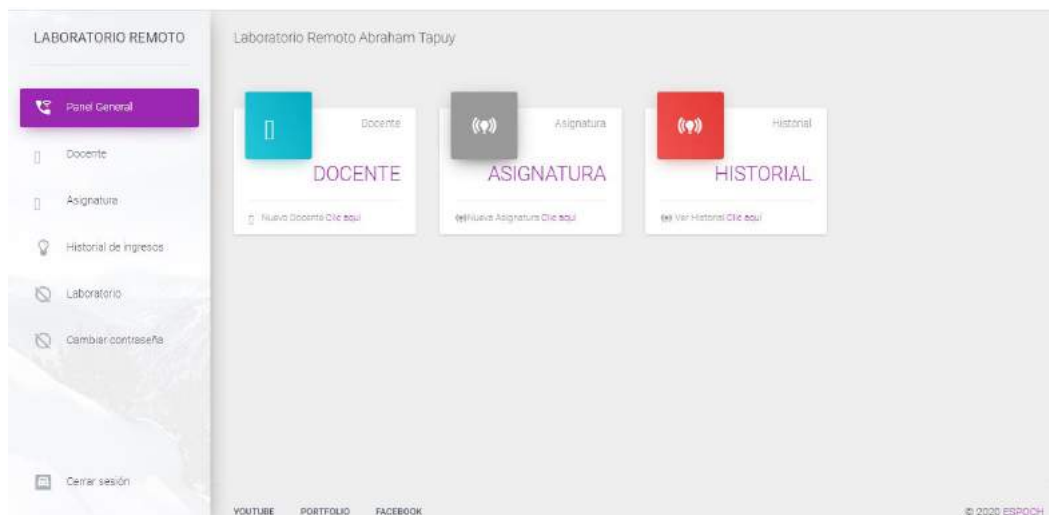 LABORATORIO REMOTO
Panel General
Docente
Asignatura
Historial de ingresos
Laboratorio
Cambiar contraseña
Cerrar sesión
Laboratorio Remoto Abraham Tapuy
Docente
DOCENTE
Nuevo Docente Clic aquí
Asignatura
ASIGNATURA
Nueva Asignatura Clic aquí
Historial
HISTORIAL
Ver Historial Clic aquí
YOUTUBE PORTFOLIO FACEBOOK
© 2020 ESPOCH